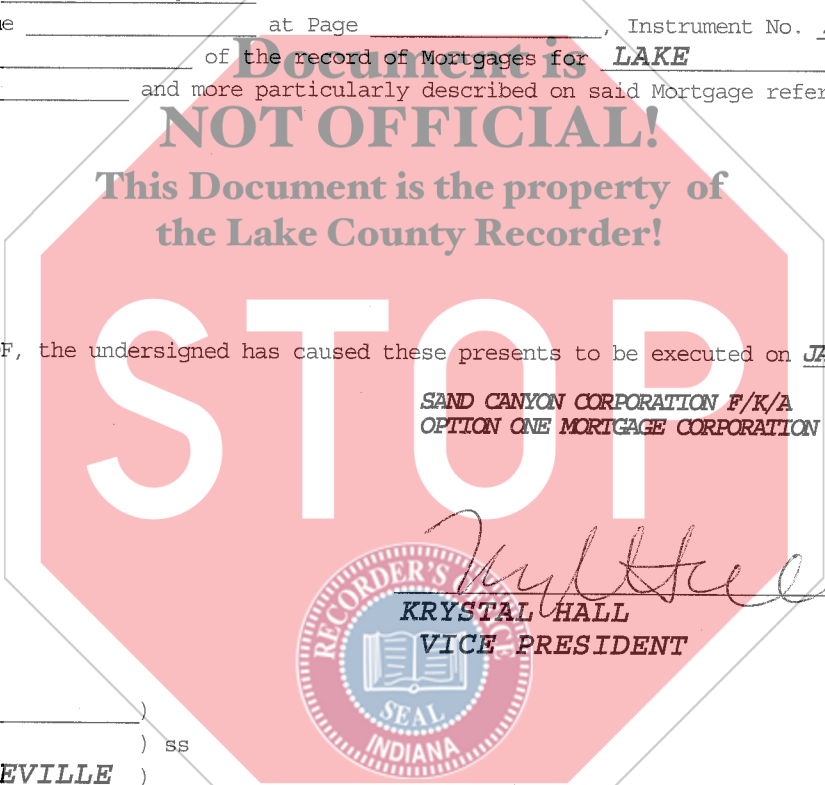 at Page , Instrument No.
of the record of Mortgages for LAKE
Document is
and more particularly described on said Mortgage refer
NOT OFFICIAL!
This Document is the property of
the Lake County Recorder!
STOP
F, the undersigned has caused these presents to be executed on JA
SAND CANYON CORPORATION F/K/A
OPTION ONE MORTGAGE CORPORATION
KRYSTAL HALL
VICE PRESIDENT
RECORDER'S OFFICE
SEAL
INDIANA
)
) ss
EVILLE )